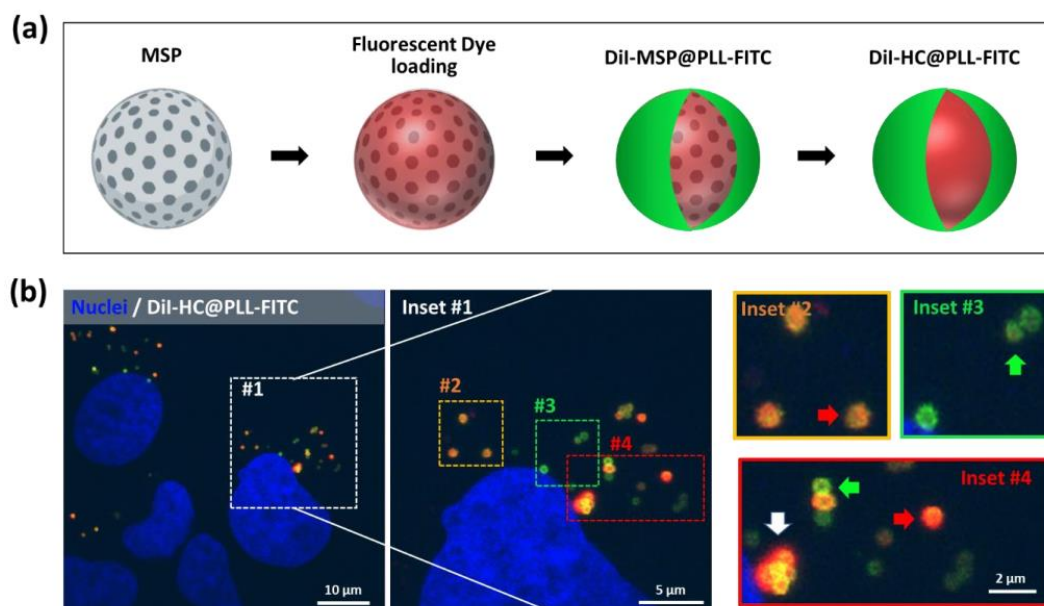 (a)
MSP
Fluorescent Dye
loading
DiI-MSP@PLL-FITC
DiI-HC@PLL-FITC
(b)
Nuclei / DiI-HC@PLL-FITC
#1
10 µm
Inset #1
#2
#3
#4
5 µm
Inset #2
Inset #3
Inset #4
2 µm